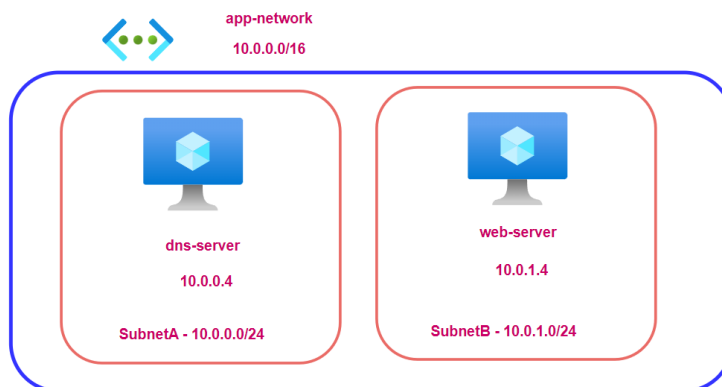 app-network
10.0.0.0/16
dns-server
10.0.0.4
SubnetA - 10.0.0.0/24
web-server
10.0.1.4
SubnetB - 10.0.1.0/24